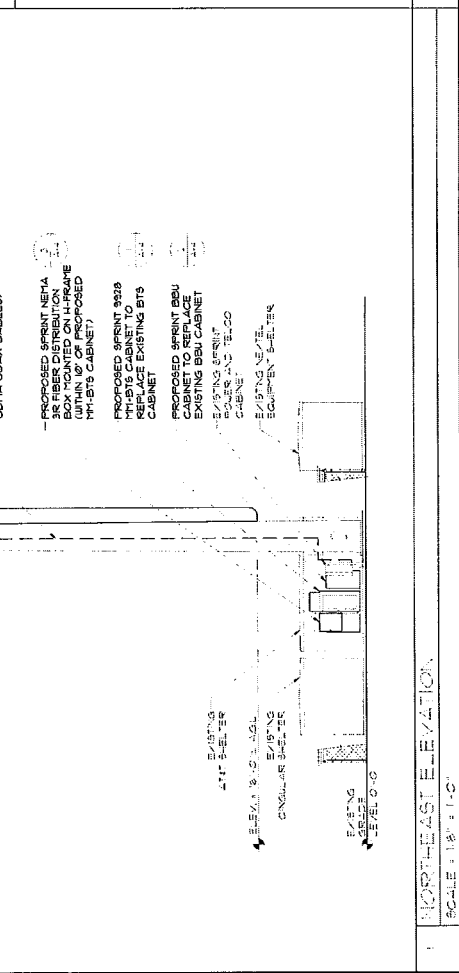 PROPOSED SPRINT NEMA
3R FIBER DISTRIBUTION
BOX MOUNTED ON H-FRAME
(WITHIN 10' OF PROPOSED
MM-BTS CABINET)
PROPOSED SPRINT 9928
MM-BTS CABINET TO
REPLACE EXISTING BTS
CABINET
PROPOSED SPRINT BBU
CABINET TO REPLACE
EXISTING BBU CABINET
EXISTING SPRINT
POWER AND TELCO
CABINET
EXISTING NEXTEL
EQUIPMENT SHELTER
EXISTING
AT&T SHELTER
AGL
EXISTING
CINGULAR SHELTER
EXISTING
GRADE
LEVEL 0'-0"
NORTHEAST ELEVATION
SCALE : 1/8" = 1'-0"